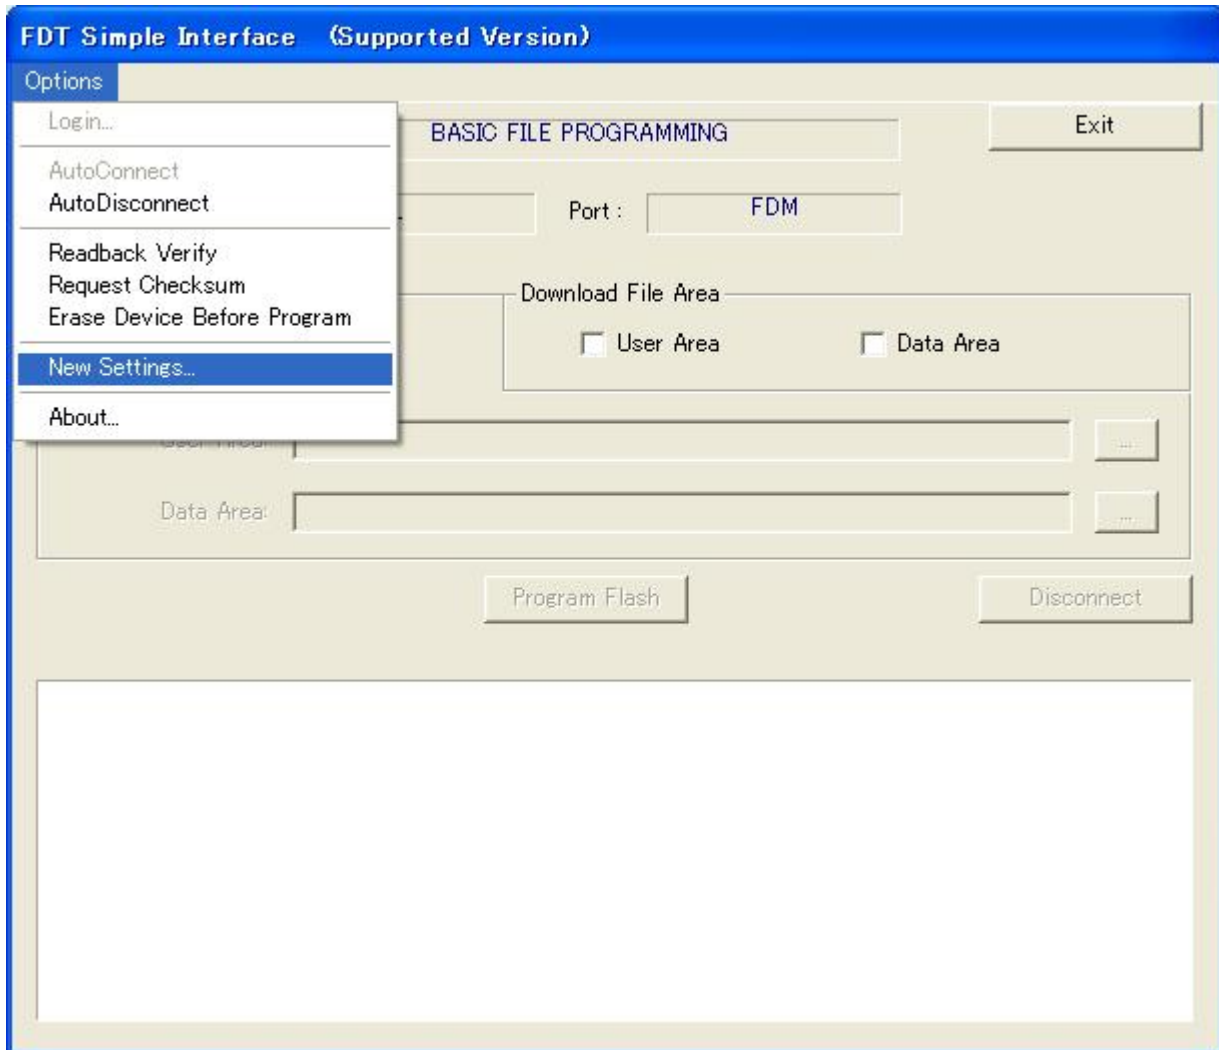 FDT Simple Interface (Supported Version)
Options
Login...
AutoConnect
AutoDisconnect
Readback Verify
Request Checksum
Erase Device Before Program
New Settings...
About...
BASIC FILE PROGRAMMING
Exit
Port :
FDM
Download File Area
User Area
Data Area
User Area:
...
Data Area:
...
Program Flash
Disconnect